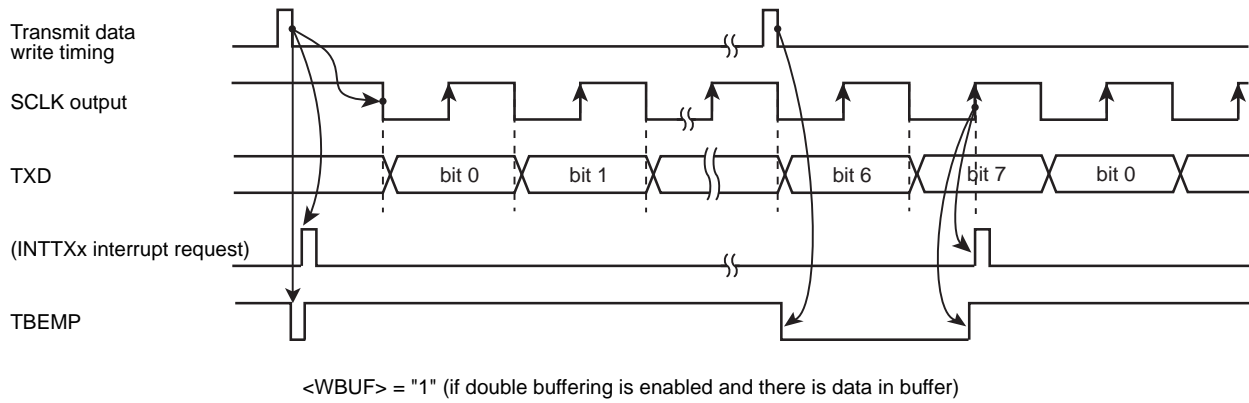 Transmit data
write timing
SCLK output
TXD
bit 0
bit 1
bit 6
bit 7
bit 0
(INTTXx interrupt request)
TBEMP
<WBUF> = "1" (if double buffering is enabled and there is data in buffer)